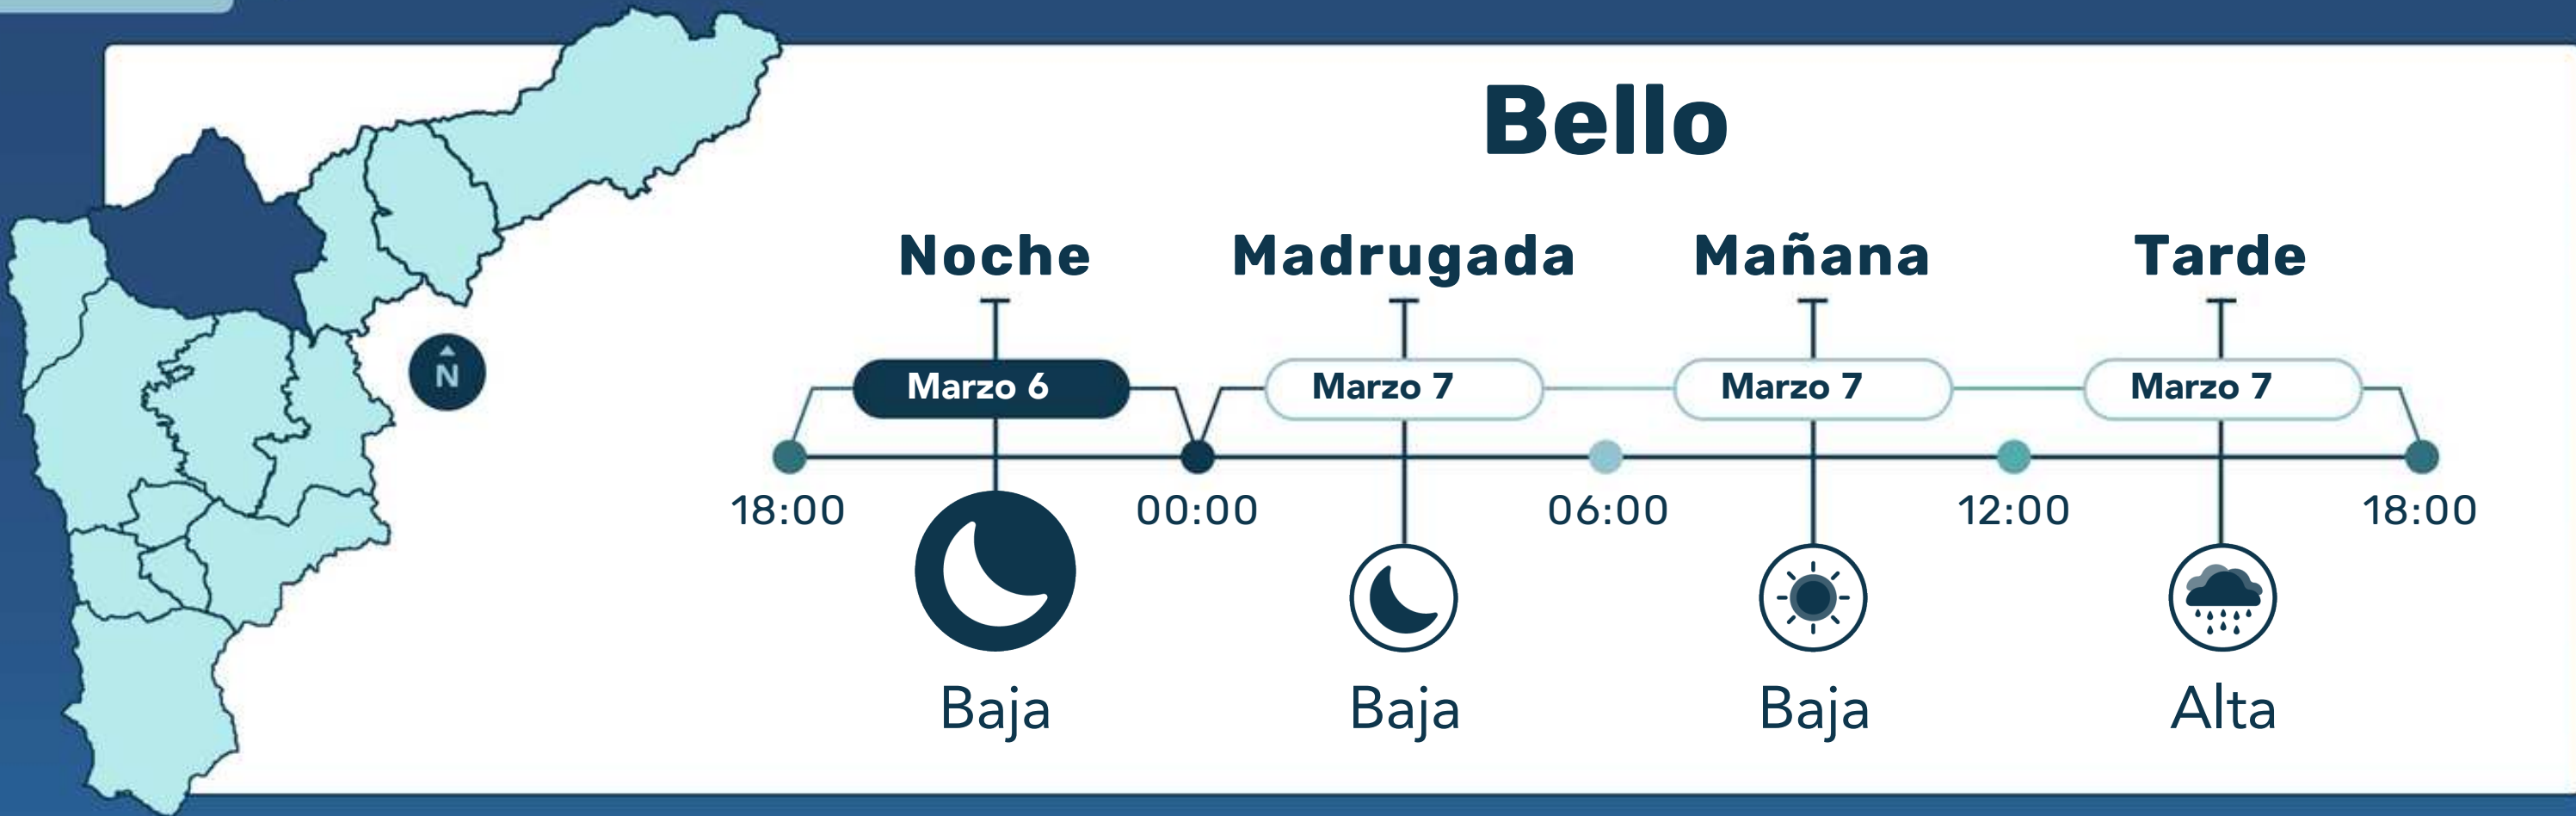 Bello
Noche Madrugada Mañana Tarde
Marzo 6 Marzo 7 Marzo 7 Marzo 7
N
18:00 00:00 06:00 12:00 18:00
Baja Baja Baja Alta